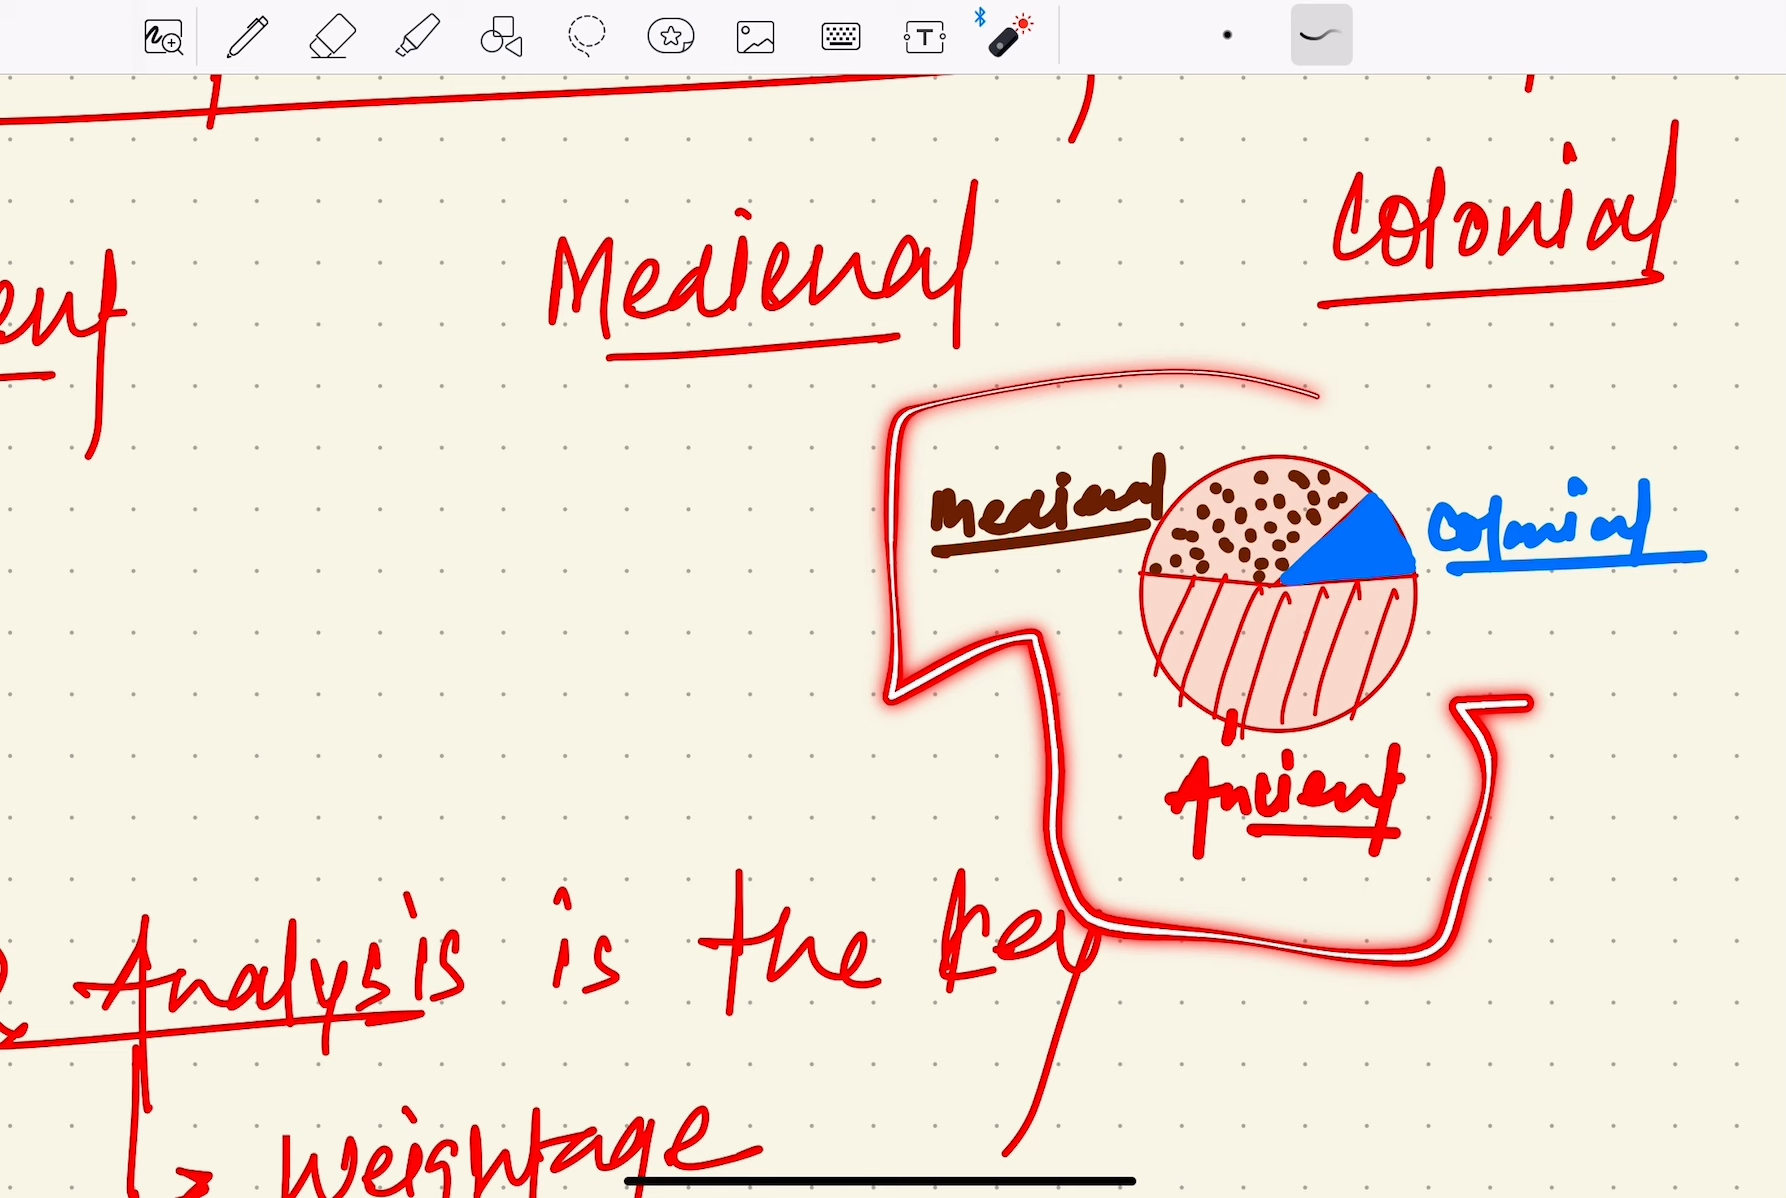 Medieval
Colonial
Medieval
Colonial
Ancient
Analysis is the key
Weightage